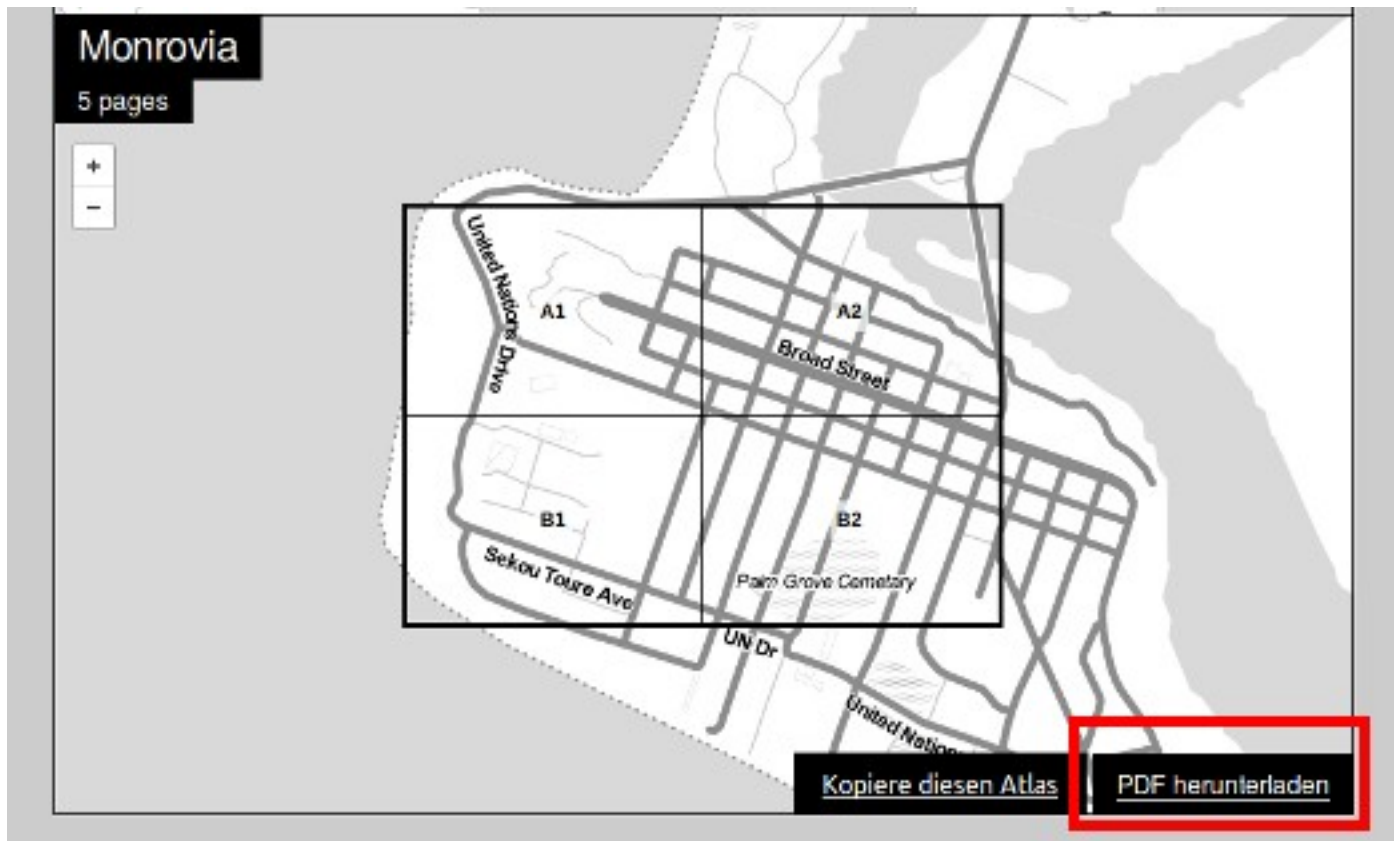 Monrovia
5 pages
+
−
United Nations Drive
A1
A2
Broad Street
B1
B2
Sekou Toure Ave
Palm Grove Cemetary
UN Dr
United Nation
Kopiere diesen Atlas
PDF herunterladen